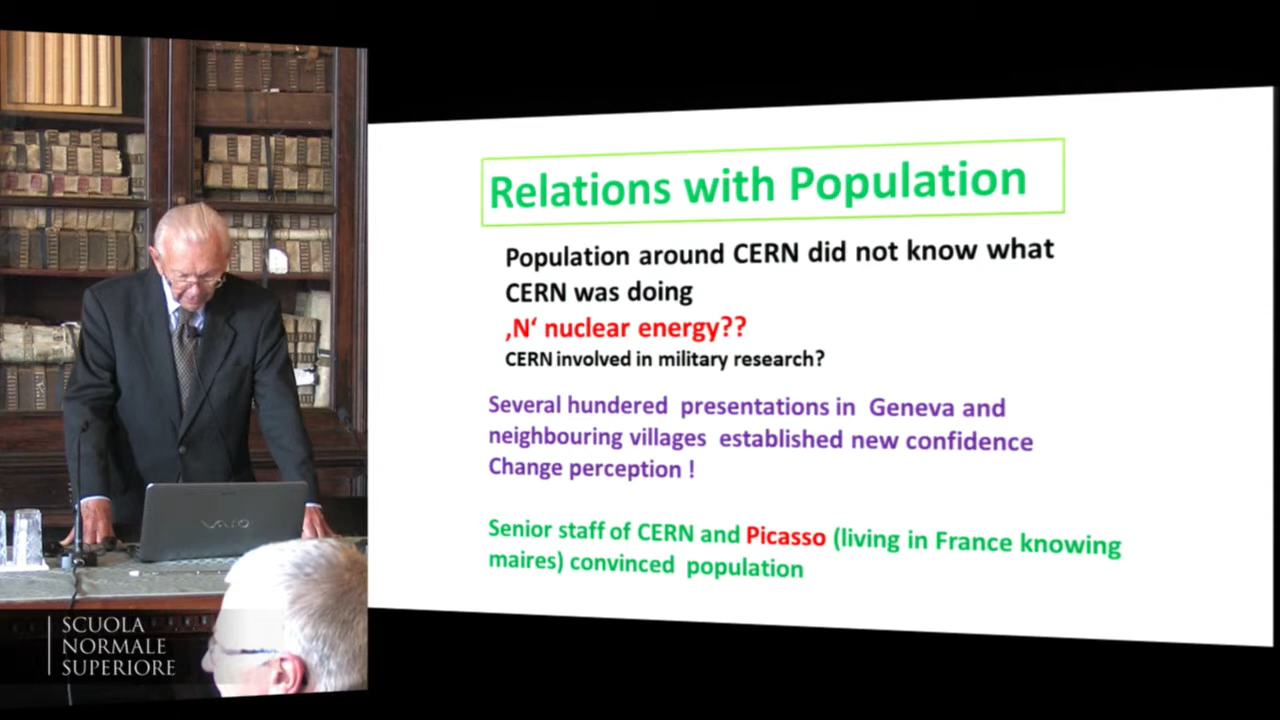 Relations with Population
Population around CERN did not know what
CERN was doing
‚N‘ nuclear energy??
CERN involved in military research?
Several hundered presentations in Geneva and
neighbouring villages established new confidence
Change perception !
Senior staff of CERN and Picasso (living in France knowing
maires) convinced population
VAIO
SCUOLA
NORMALE
SUPERIORE